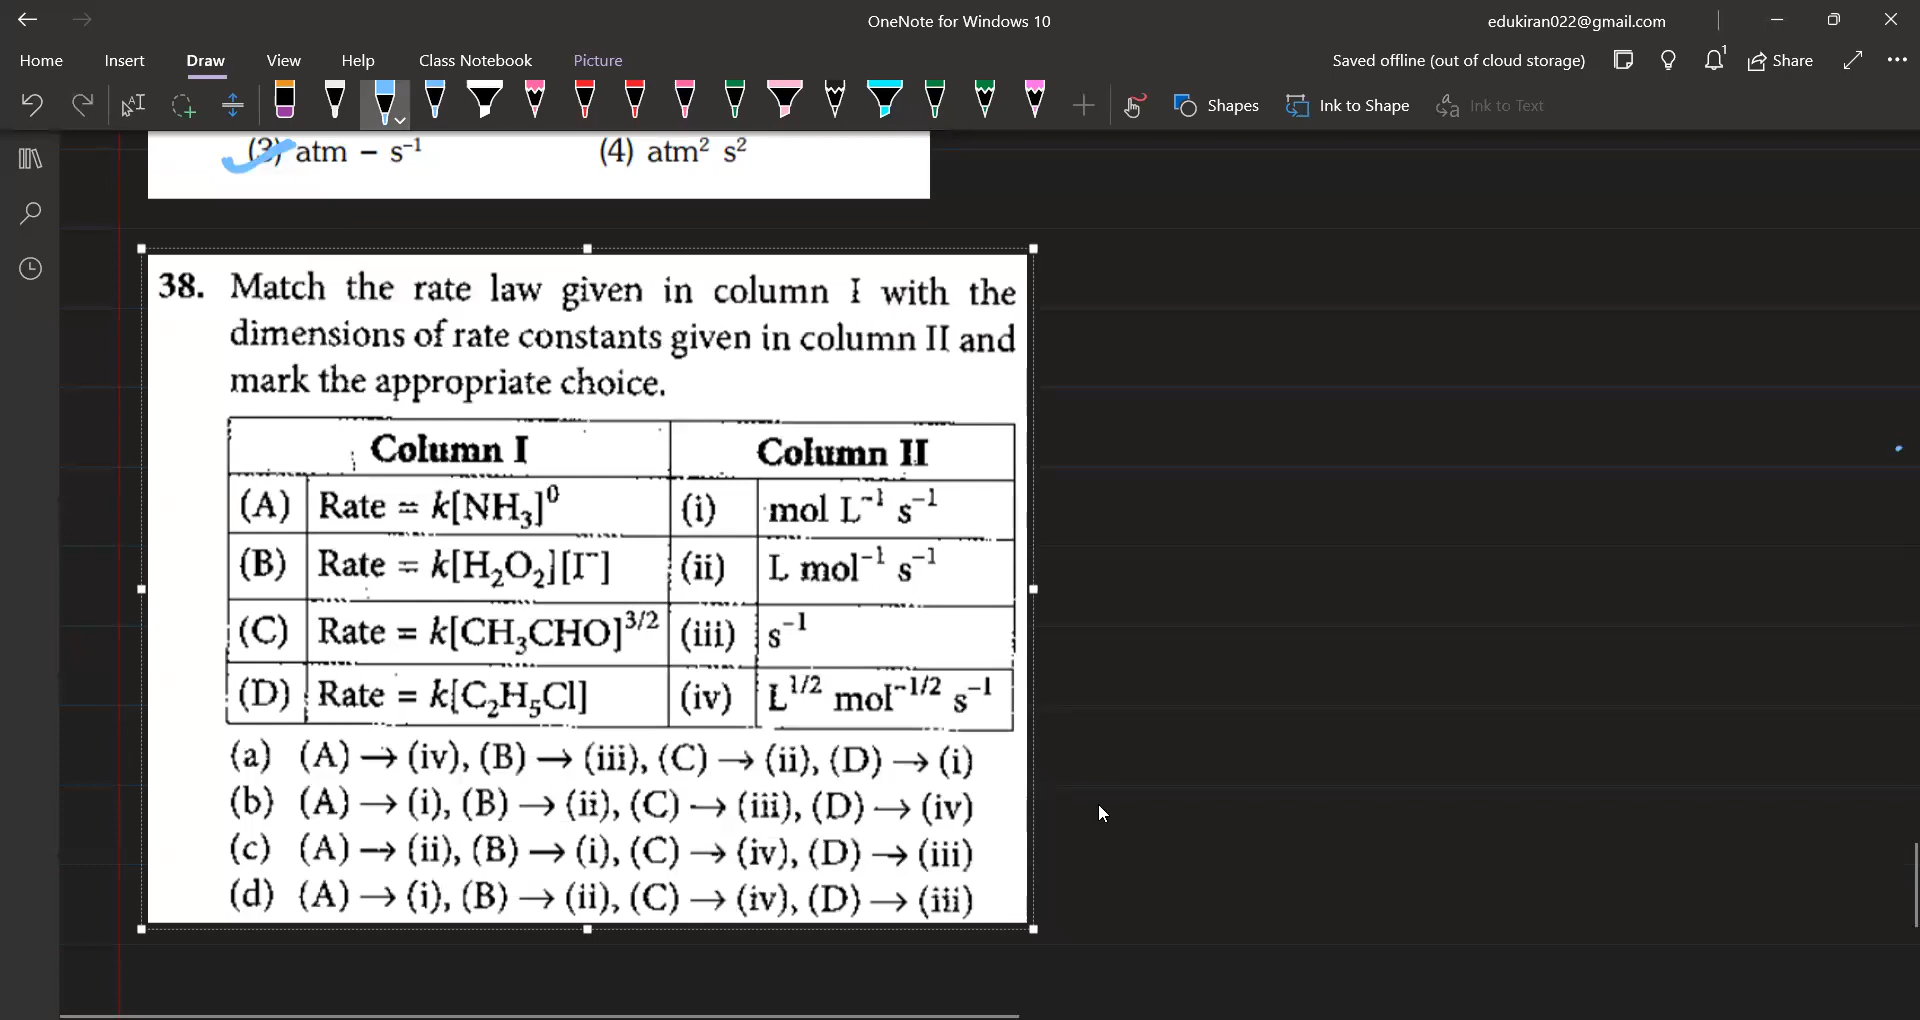 OneNote for Windows 10
edukiran022@gmail.com
Home Insert Draw View Help Class Notebook Picture
Saved offline (out of cloud storage)
1
Share
Shapes
Ink to Shape
Ink to Text
(3) atm – s⁻¹ (4) atm² s²
38. Match the rate law given in column I with the
dimensions of rate constants given in column II and
mark the appropriate choice.
Column I Column II
(A) Rate = k[NH₃]⁰ (i) mol L⁻¹ s⁻¹
(B) Rate = k[H₂O₂][I⁻] (ii) L mol⁻¹ s⁻¹
(C) Rate = k[CH₃CHO]³ᐟ² (iii) s⁻¹
(D) Rate = k[C₂H₅Cl] (iv) L¹ᐟ² mol⁻¹ᐟ² s⁻¹
(a) (A) → (iv), (B) → (iii), (C) → (ii), (D) → (i)
(b) (A) → (i), (B) → (ii), (C) → (iii), (D) → (iv)
(c) (A) → (ii), (B) → (i), (C) → (iv), (D) → (iii)
(d) (A) → (i), (B) → (ii), (C) → (iv), (D) → (iii)